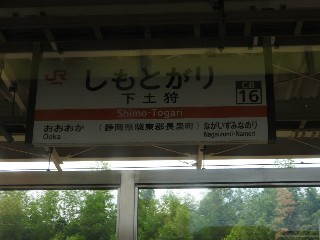 JR
しもとがり
下土狩
CB
16
Shimo-Togari
おおおか
(静岡県駿東郡長泉町)
ながいずみなめり
Ooka
Nagaizumi-Nameri